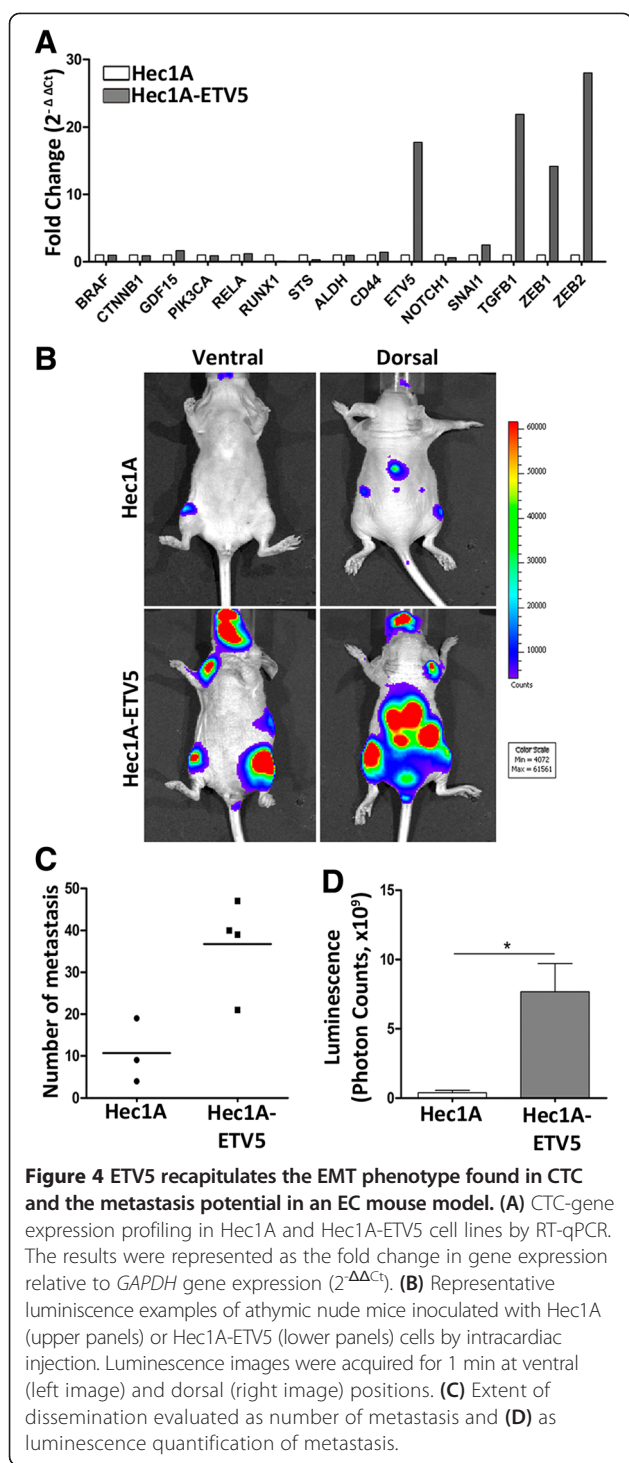 A
Fold Change (2^-Δ ΔCt)
30
20
10
0
Hec1A
Hec1A-ETV5
BRAF
CTNNB1
GDF15
PIK3CA
RELA
RUNX1
STS
ALDH
CD44
ETV5
NOTCH1
SNAI1
TGFB1
ZEB1
ZEB2
B
Ventral
Dorsal
Hec1A
Hec1A-ETV5
60000
50000
40000
30000
20000
10000
Counts
Color Scale
Min = 4072
Max = 61561
C
Number of metastasis
50
40
30
20
10
0
Hec1A
Hec1A-
ETV5
D
Luminescence
(Photon Counts, x10⁹)
15
10
5
0
*
Hec1A
Hec1A-
ETV5
Figure 4 ETV5 recapitulates the EMT phenotype found in CTC
and the metastasis potential in an EC mouse model. (A) CTC-gene
expression profiling in Hec1A and Hec1A-ETV5 cell lines by RT-qPCR.
The results were represented as the fold change in gene expression
relative to GAPDH gene expression (2^-ΔΔCt). (B) Representative
luminiscence examples of athymic nude mice inoculated with Hec1A
(upper panels) or Hec1A-ETV5 (lower panels) cells by intracardiac
injection. Luminescence images were acquired for 1 min at ventral
(left image) and dorsal (right image) positions. (C) Extent of
dissemination evaluated as number of metastasis and (D) as
luminescence quantification of metastasis.